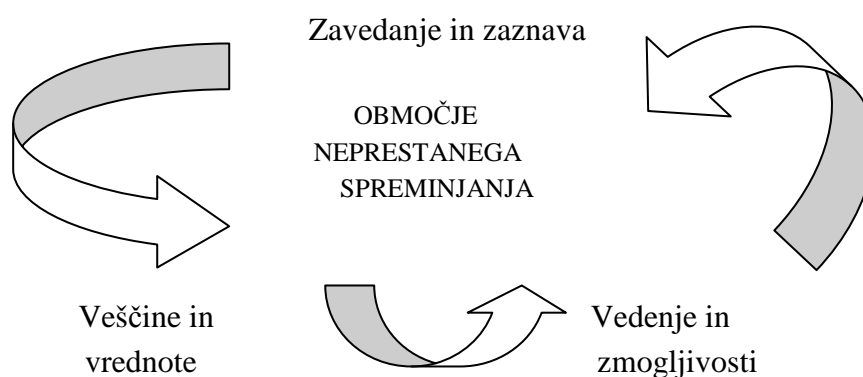 Zavedanje in zaznava
OBMOČJE
NEPRESTANEGA
SPREMINJANJA
Veščine in
vrednote
Vedenje in
zmogljivosti